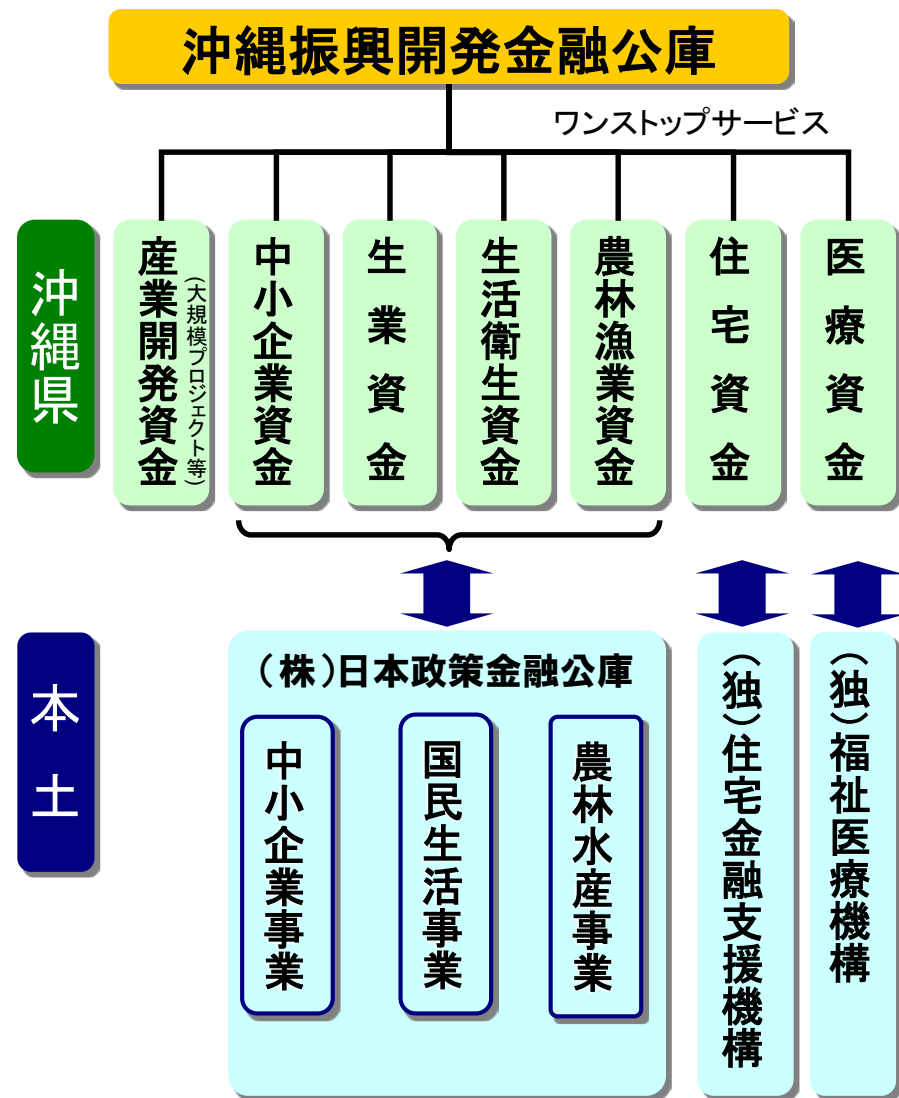 沖縄振興開発金融公庫
ワンストップサービス
沖縄県
産業開発資金
(大規模プロジェクト等)
中小企業資金
生業資金
生活衛生資金
農林漁業資金
住宅資金
医療資金
本土
(株)日本政策金融公庫
中小企業事業
国民生活事業
農林水産事業
(独)住宅金融支援機構
(独)福祉医療機構